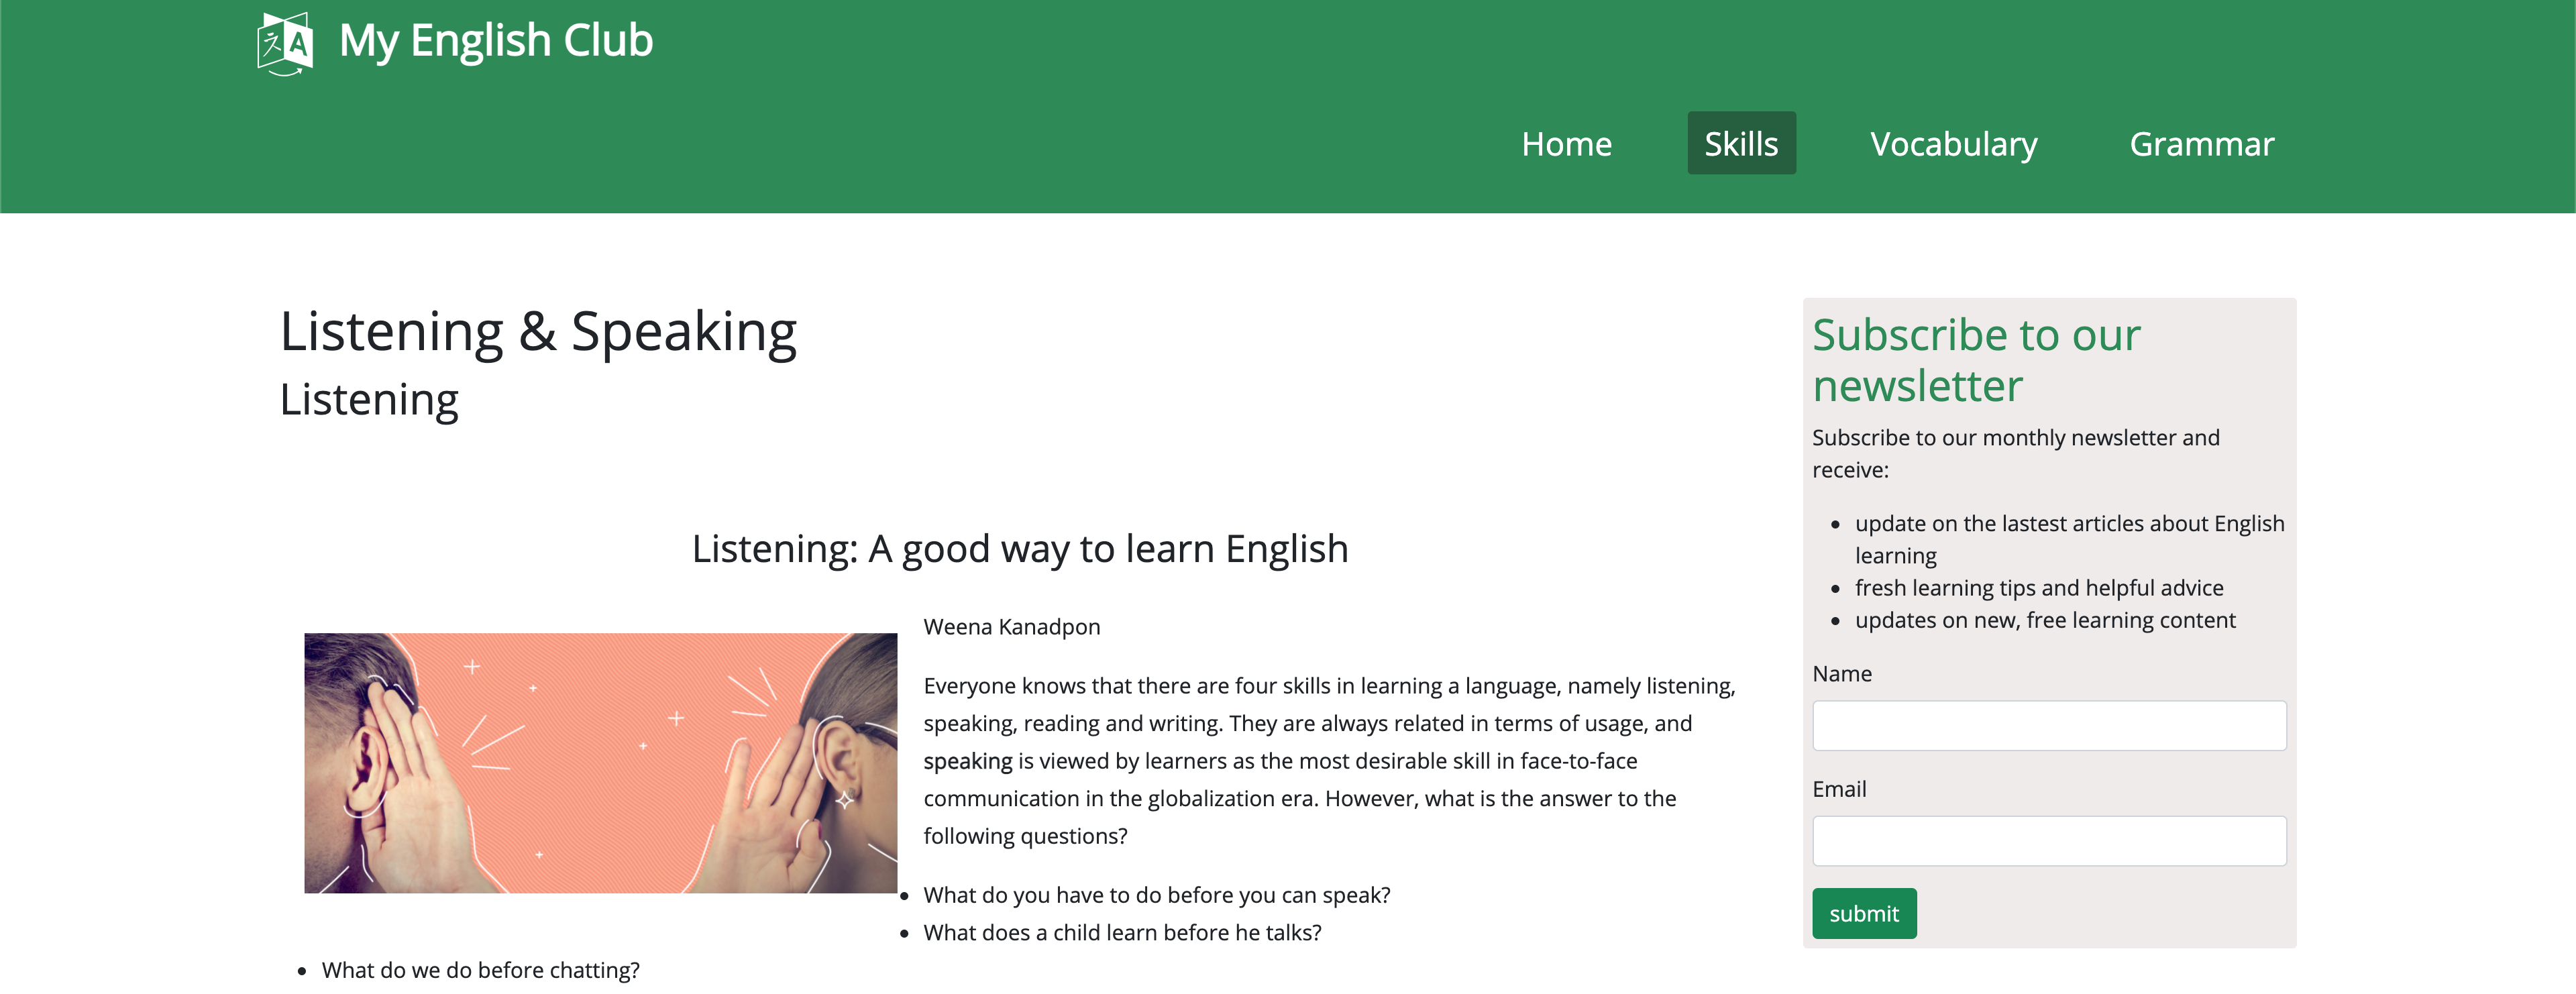 My English Club
Home Skills Vocabulary Grammar
Listening & Speaking
Listening
Listening: A good way to learn English
Weena Kanadpon
Everyone knows that there are four skills in learning a language, namely listening,
speaking, reading and writing. They are always related in terms of usage, and
speaking is viewed by learners as the most desirable skill in face-to-face
communication in the globalization era. However, what is the answer to the
following questions?
• What do you have to do before you can speak?
• What does a child learn before he talks?
• What do we do before chatting?
Subscribe to our
newsletter
Subscribe to our monthly newsletter and
receive:
• update on the lastest articles about English
learning
• fresh learning tips and helpful advice
• updates on new, free learning content
Name
Email
submit